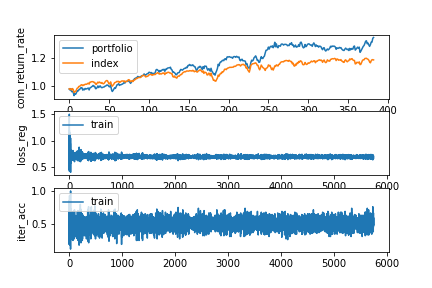 com_return_rate
1.2
1.0
portfolio
index
0 50 100 150 200 250 300 350 400
loss_reg
1.5
1.0
0.5
train
0 1000 2000 3000 4000 5000 6000
iter_acc
1.0
0.5
train
0 1000 2000 3000 4000 5000 6000